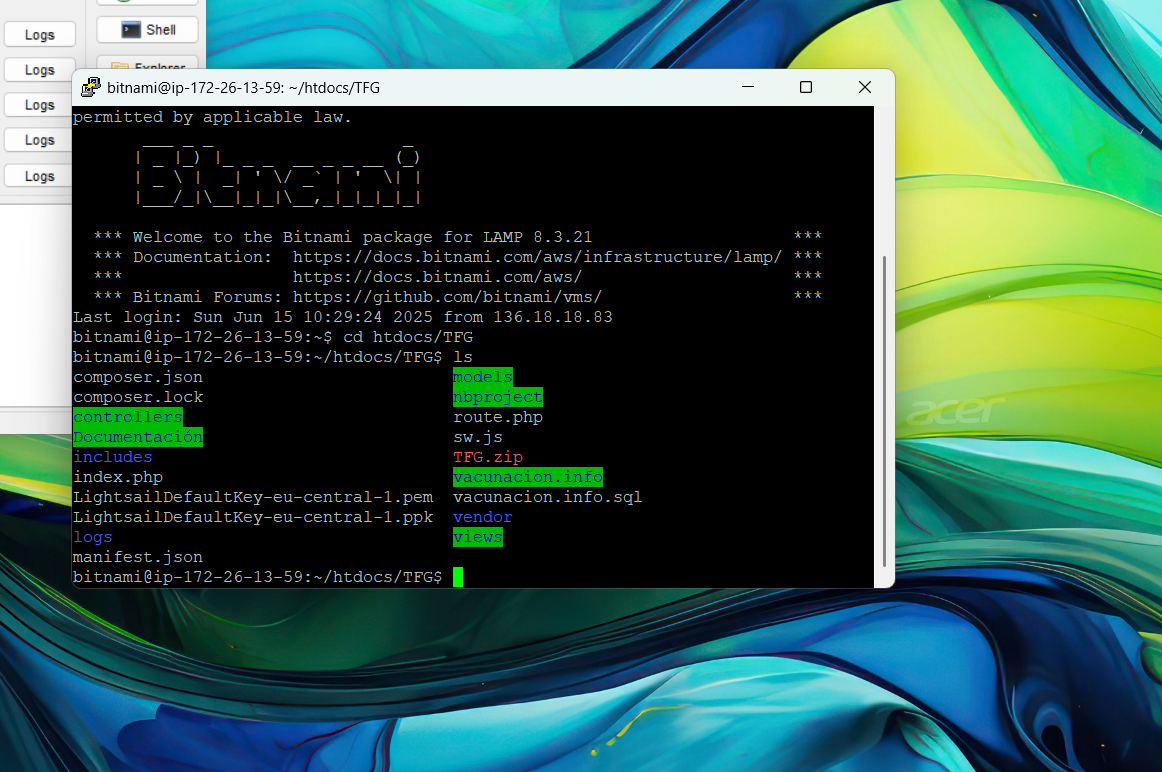 Logs
Shell
Logs
Explorer
Logs
Logs
Logs
bitnami@ip-172-26-13-59: ~/htdocs/TFG
permitted by applicable law.
Bitnami
*** Welcome to the Bitnami package for LAMP 8.3.21 ***
*** Documentation: https://docs.bitnami.com/aws/infrastructure/lamp/ ***
*** https://docs.bitnami.com/aws/ ***
*** Bitnami Forums: https://github.com/bitnami/vms/ ***
Last login: Sun Jun 15 10:29:24 2025 from 136.18.18.83
bitnami@ip-172-26-13-59:~$ cd htdocs/TFG
bitnami@ip-172-26-13-59:~/htdocs/TFG$ ls
composer.json models
composer.lock nbproject
controllers route.php
Documentación sw.js
includes TFG.zip
index.php vacunacion.info
LightsailDefaultKey-eu-central-1.pem vacunacion.info.sql
LightsailDefaultKey-eu-central-1.ppk vendor
logs views
manifest.json
bitnami@ip-172-26-13-59:~/htdocs/TFG$
acer